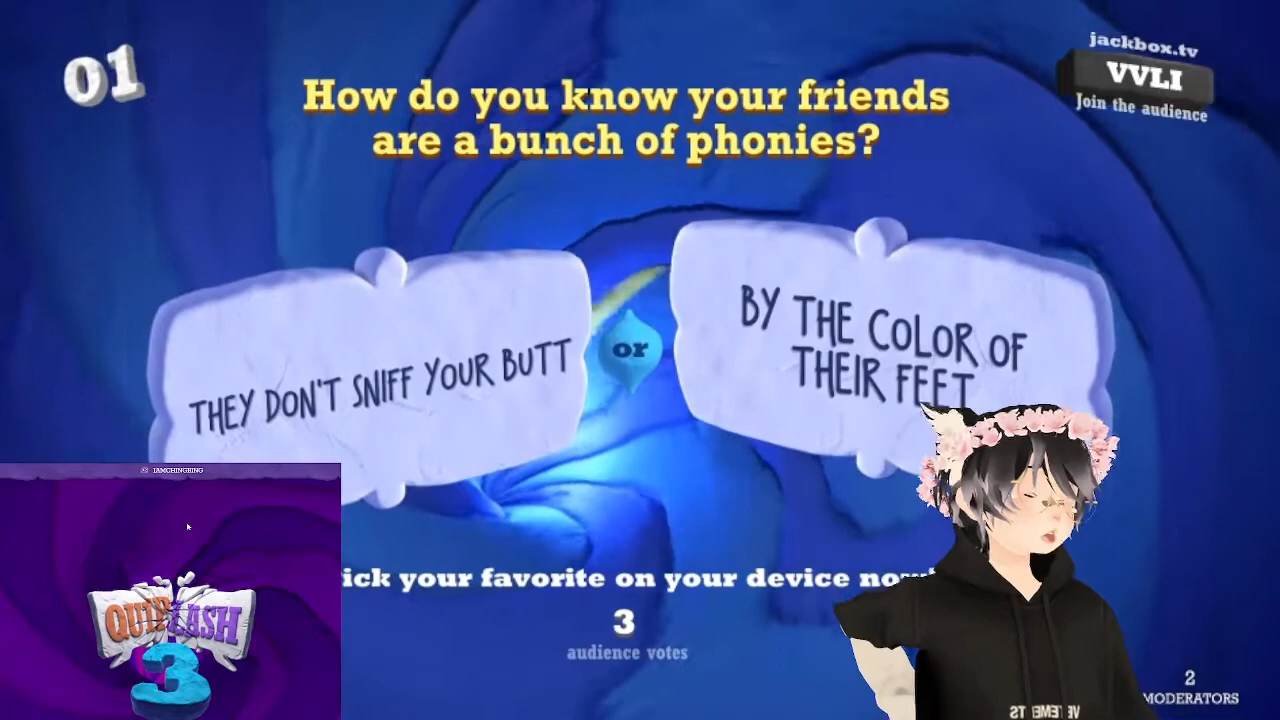 01
jackbox.tv
VVLI
Join the audience
How do you know your friends
are a bunch of phonies?
THEY DON'T SNIFF YOUR BUTT
or
BY THE COLOR OF
THEIR FEET
IAMCHINGBING
QUIPLASH
3
ick your favorite on your device now
3
audience votes
2
MODERATORS